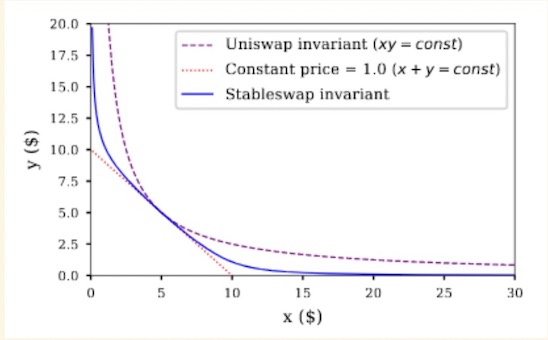 20.0
17.5
15.0
12.5
10.0
7.5
5.0
2.5
0.0
y ($)
Uniswap invariant (xy = const)
Constant price = 1.0 (x + y = const)
Stableswap invariant
0 5 10 15 20 25 30
x ($)